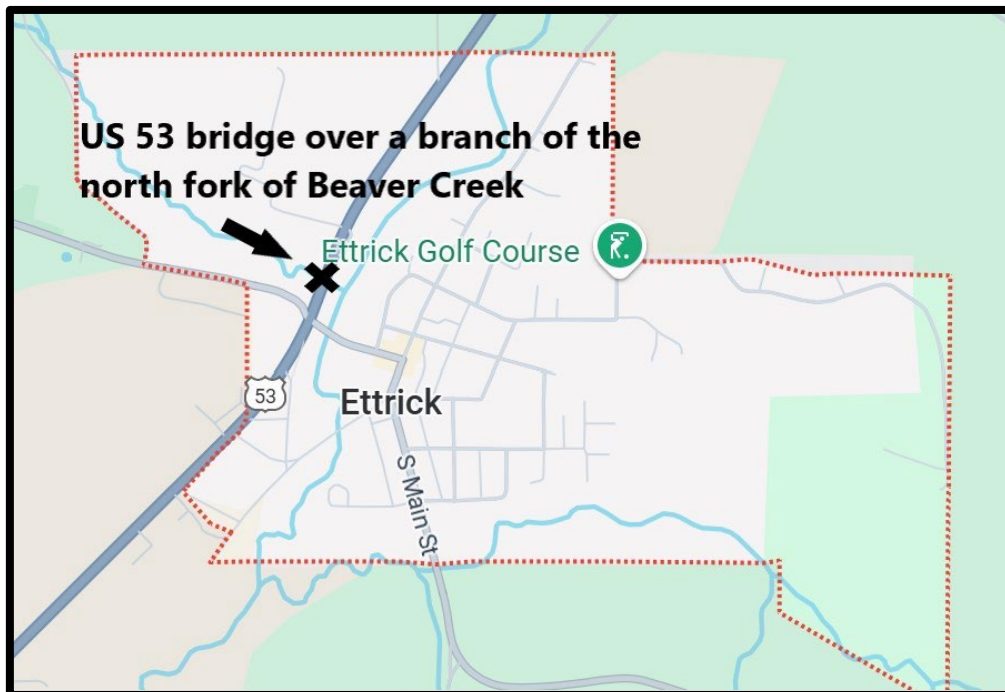 US 53 bridge over a branch of the
north fork of Beaver Creek
Ettrick Golf Course
53
Ettrick
S Main St